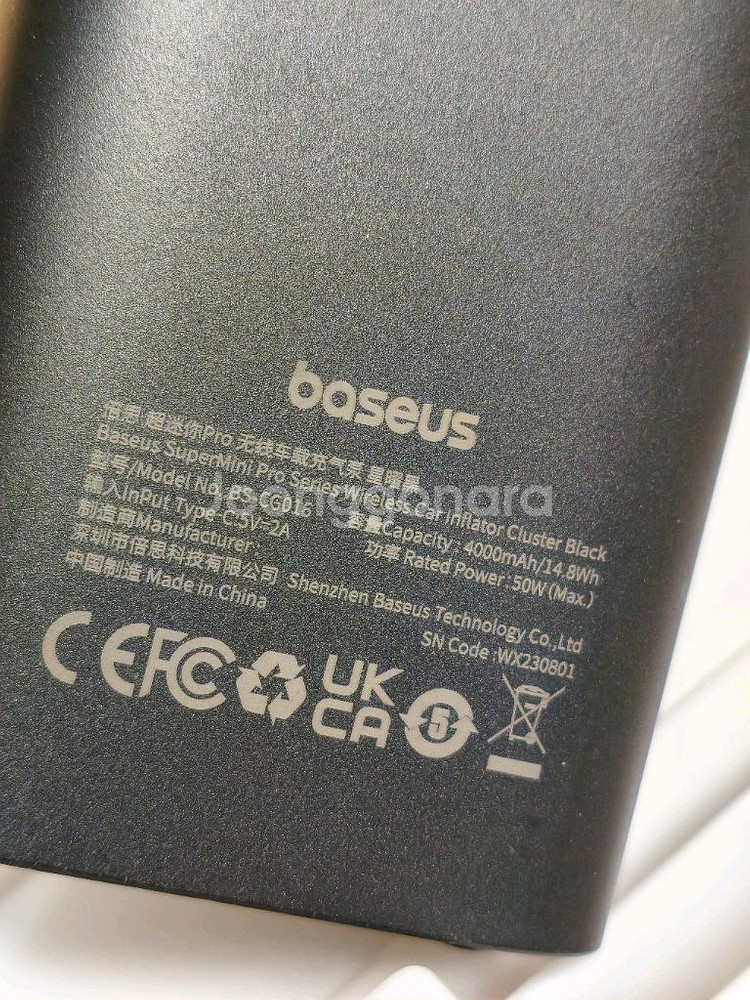 baseus
倍思 超迷你Pro 无线车载充气泵 星曜黑
Baseus SuperMini Pro Series Wireless Car Inflator Cluster Black
型号/Model No.: BS-CG016 容量Capacity : 4000mAh/14.8Wh
输入InPut Type-C:5V⎓2A 功率 Rated Power :50W(Max.)
制造商Manufacturer :
深圳市倍思科技有限公司 Shenzhen Baseus Technology Co.,Ltd
中国制造 Made in China SN Code :WX230801
CE FC UK CA 5
Joonggonara